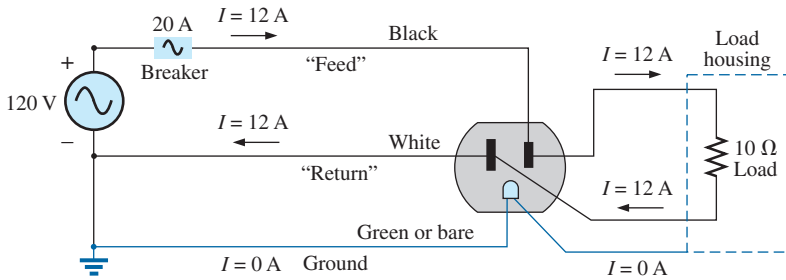 20 A
I = 12 A
Breaker
"Feed"
Black
120 V
+
−
I = 12 A
"Return"
White
I = 12 A
Load
housing
10 Ω
Load
I = 12 A
Green or bare
I = 0 A
Ground
I = 0 A